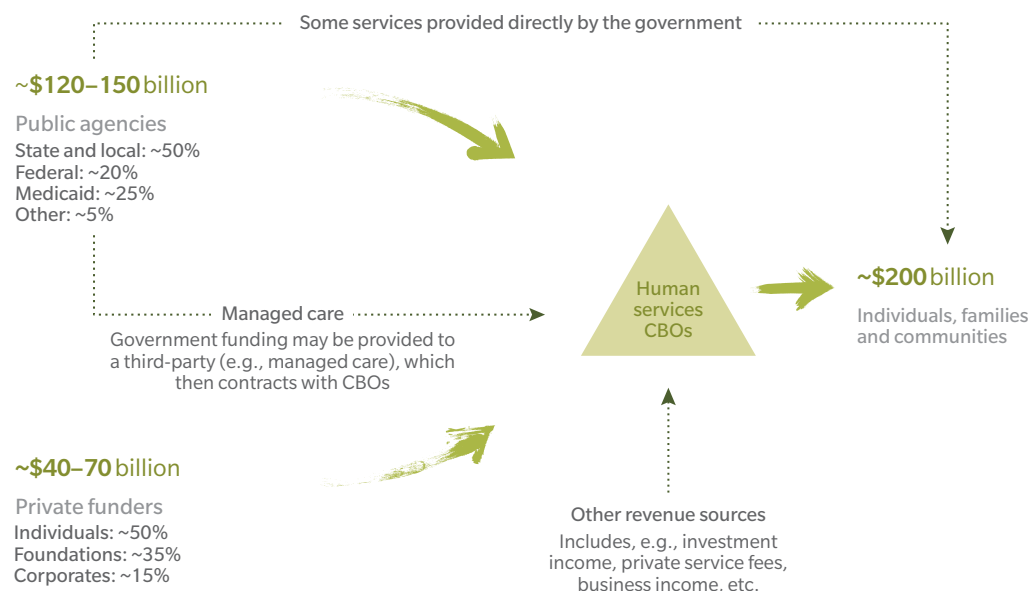 Some services provided directly by the government
~$120–150 billion
Public agencies
State and local: ~50%
Federal: ~20%
Medicaid: ~25%
Other: ~5%
Managed care
Government funding may be provided to
a third-party (e.g., managed care), which
then contracts with CBOs
Human
services
CBOs
~$200 billion
Individuals, families
and communities
~$40–70 billion
Private funders
Individuals: ~50%
Foundations: ~35%
Corporates: ~15%
Other revenue sources
Includes, e.g., investment
income, private service fees,
business income, etc.